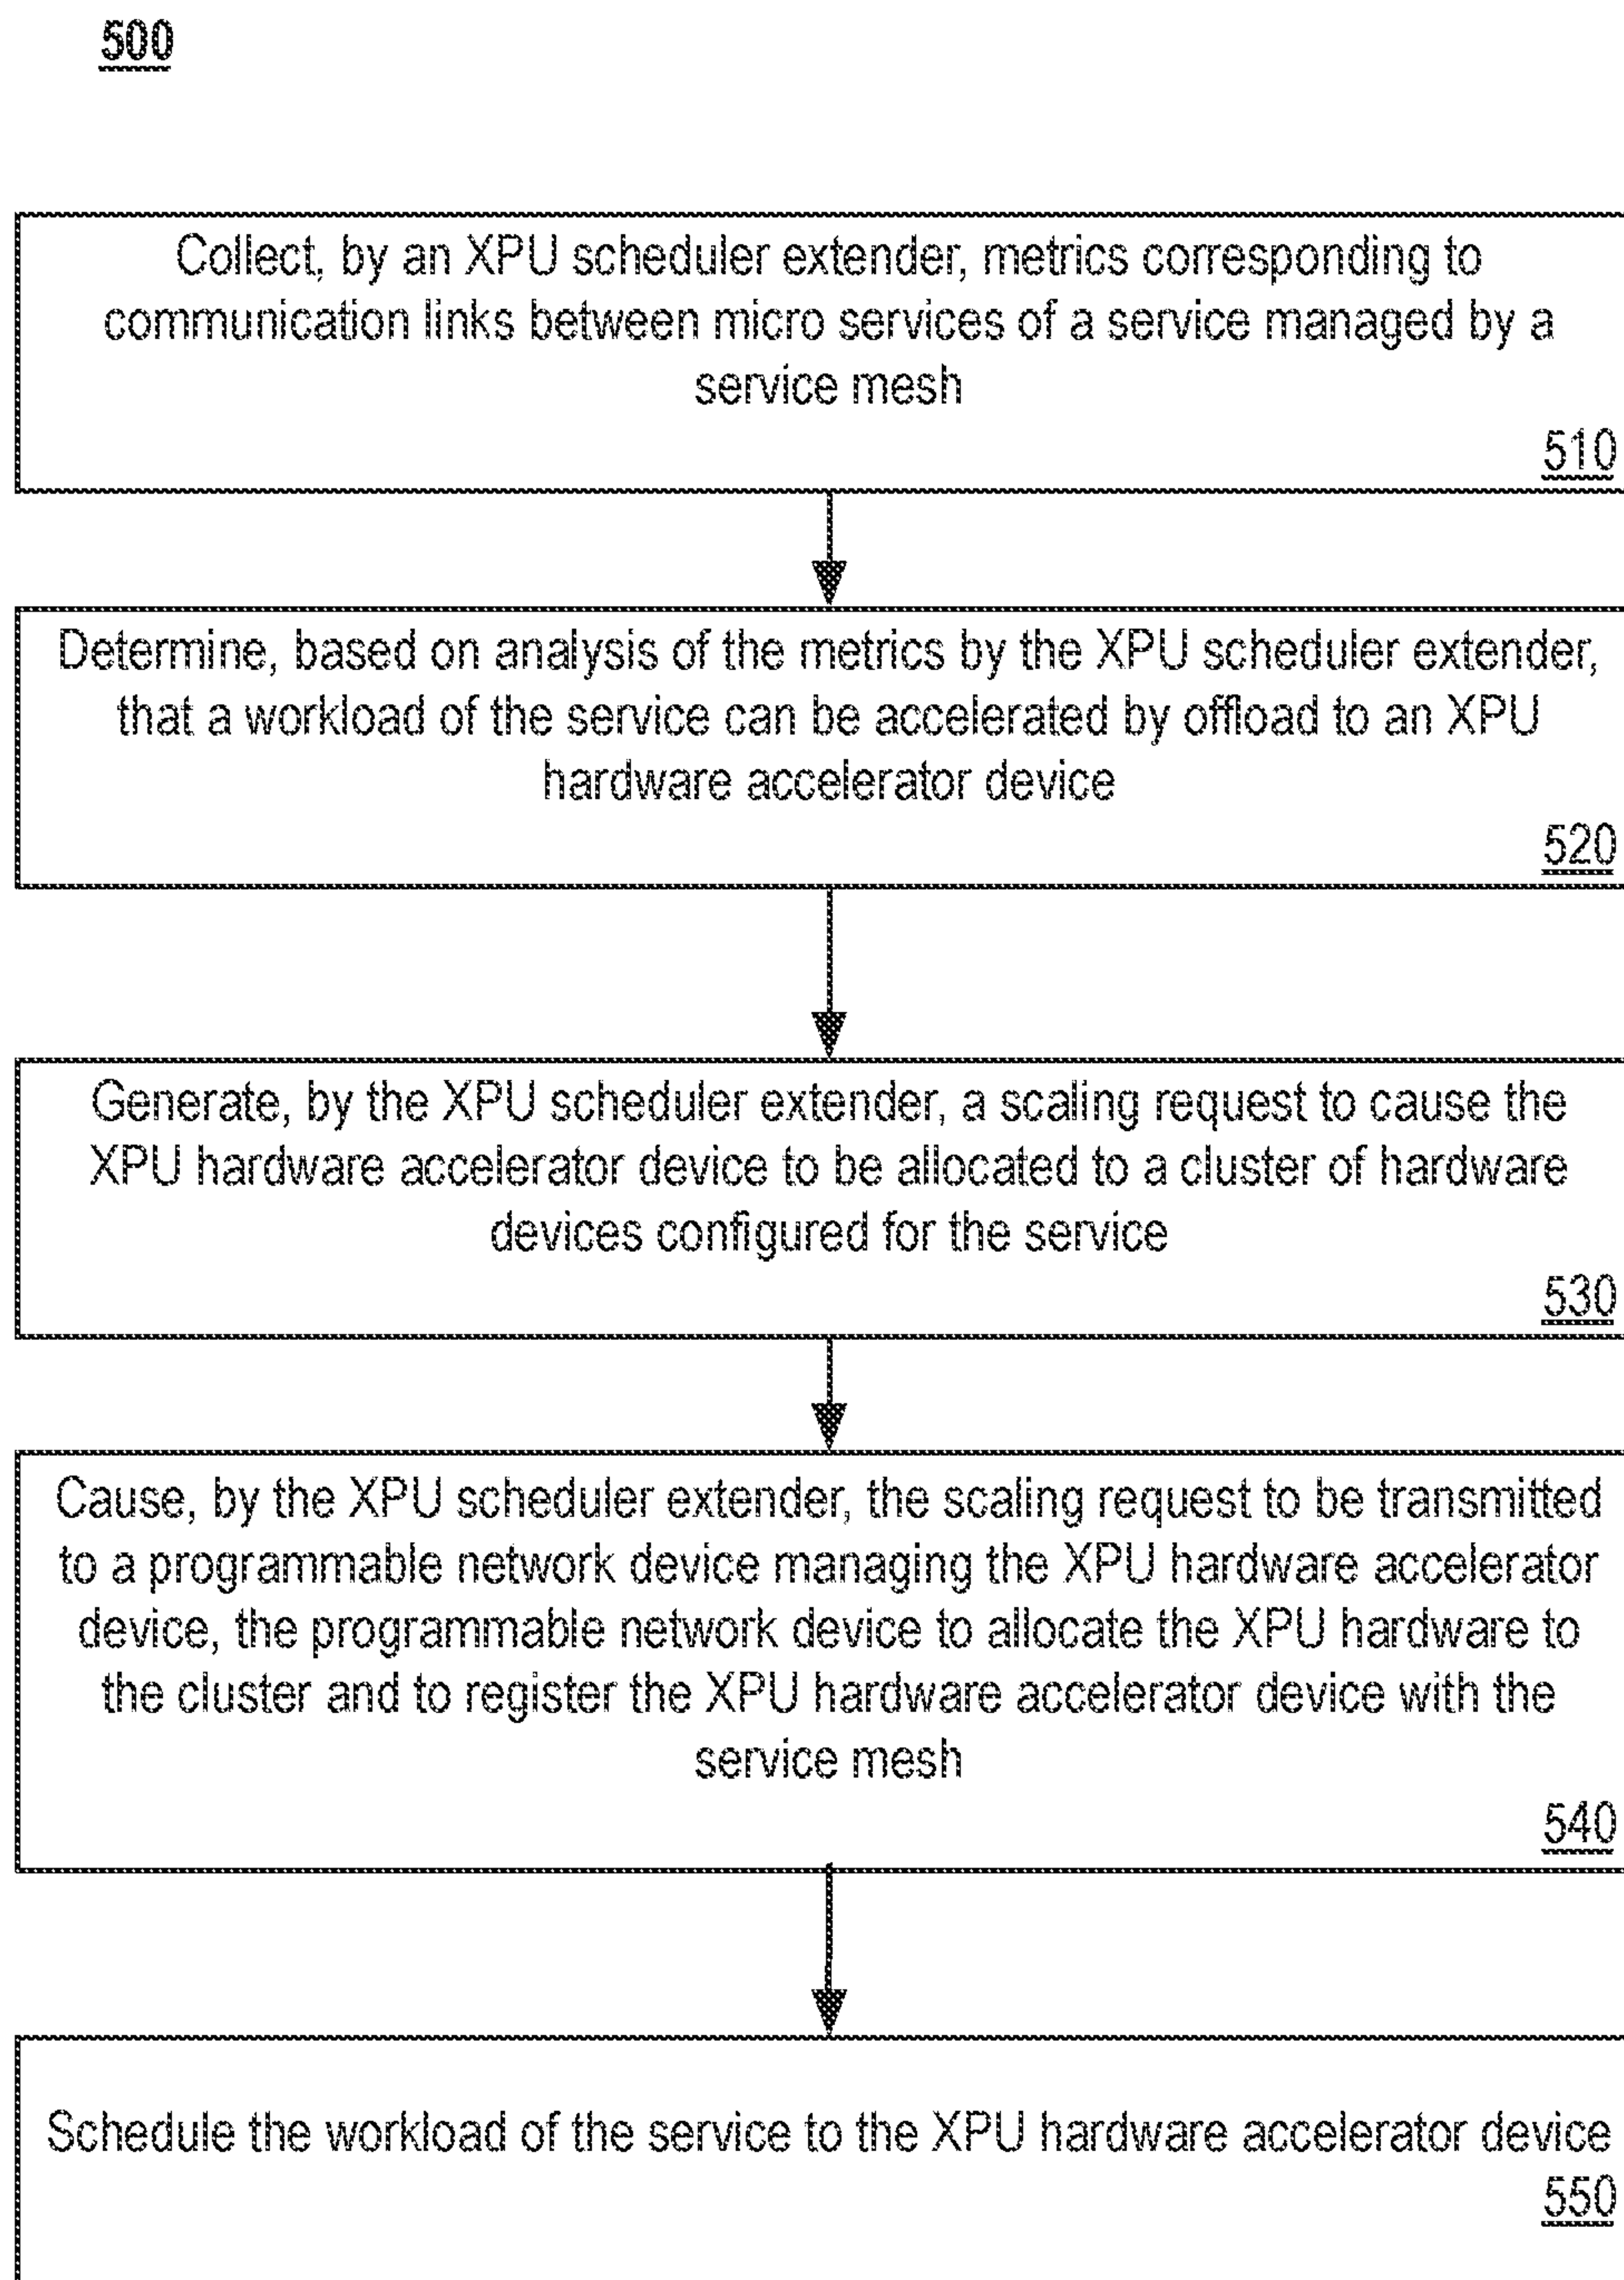 500
Collect, by an XPU scheduler extender, metrics corresponding to
communication links between micro services of a service managed by a
service mesh
510
Determine, based on analysis of the metrics by the XPU scheduler extender,
that a workload of the service can be accelerated by offload to an XPU
hardware accelerator device
520
Generate, by the XPU scheduler extender, a scaling request to cause the
XPU hardware accelerator device to be allocated to a cluster of hardware
devices configured for the service
530
Cause, by the XPU scheduler extender, the scaling request to be transmitted
to a programmable network device managing the XPU hardware accelerator
device, the programmable network device to allocate the XPU hardware to
the cluster and to register the XPU hardware accelerator device with the
service mesh
540
Schedule the workload of the service to the XPU hardware accelerator device
550